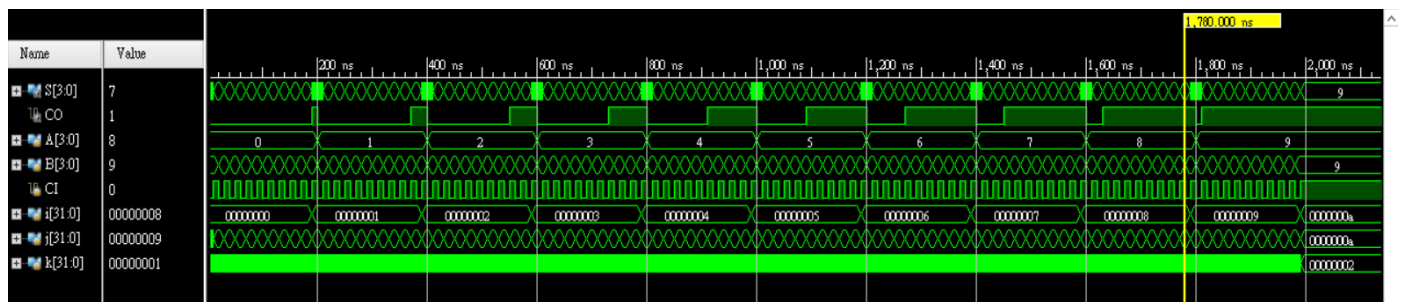 1,780.000 ns
Name Value
200 ns 400 ns 600 ns 800 ns 1,000 ns 1,200 ns 1,400 ns 1,600 ns 1,800 ns 2,000 ns
S[3:0] 7 9
CO 1
A[3:0] 8 0 1 2 3 4 5 6 7 8 9
B[3:0] 9 9
CI 0
i[31:0] 00000008 00000000 00000001 00000002 00000003 00000004 00000005 00000006 00000007 00000008 00000009 0000000a
j[31:0] 00000009 0000000a
k[31:0] 00000001 00000002